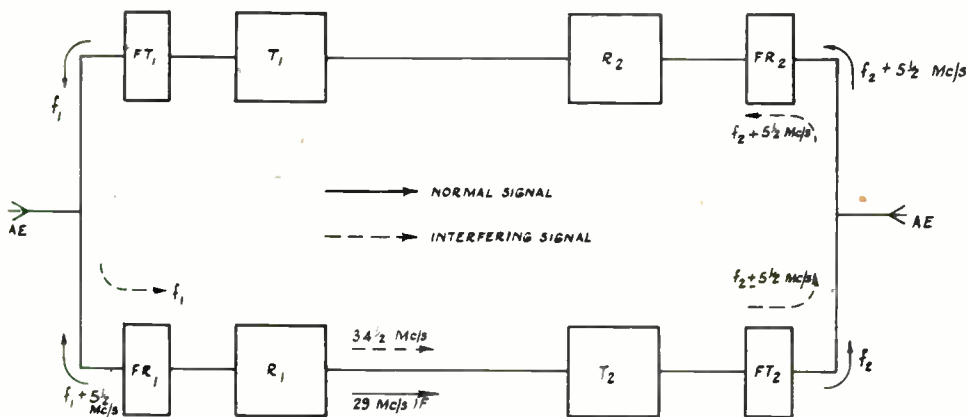 FT₁
T₁
R₂
FR₂
f₁
f₂ + 5½ Mc/s
f₂ + 5½ Mc/s
NORMAL SIGNAL
AE
AE
INTERFERING SIGNAL
f₁
f₂ ± 5½ Mc/s
34½ Mc/s
FR₁
R₁
T₂
FT₂
f₂
f₁ + 5½
Mc/s
29 Mc/s IF